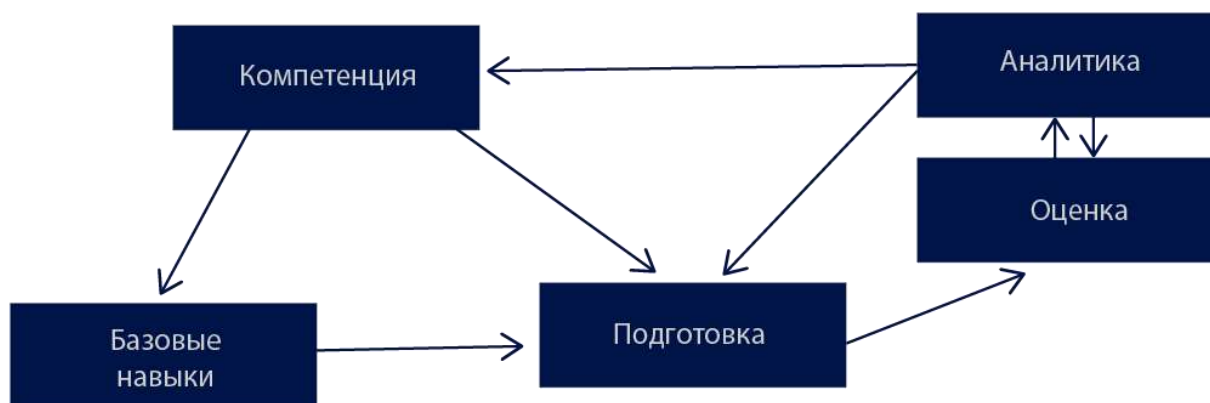 Компетенция
Аналитика
Оценка
Базовые
навыки
Подготовка